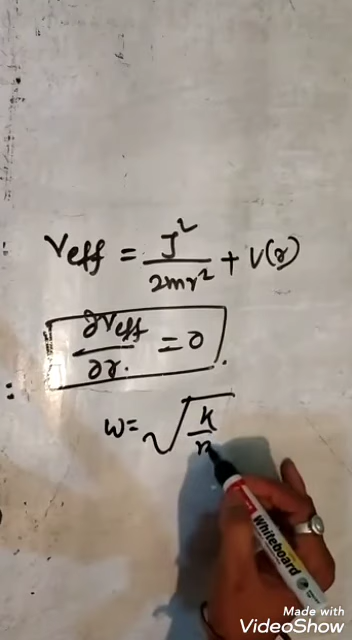 Veff = J² / 2mr² + V(r)
∂Veff / ∂r. = 0 .
∴
ω = √ k / m
Whiteboard
Made with
VideoShow